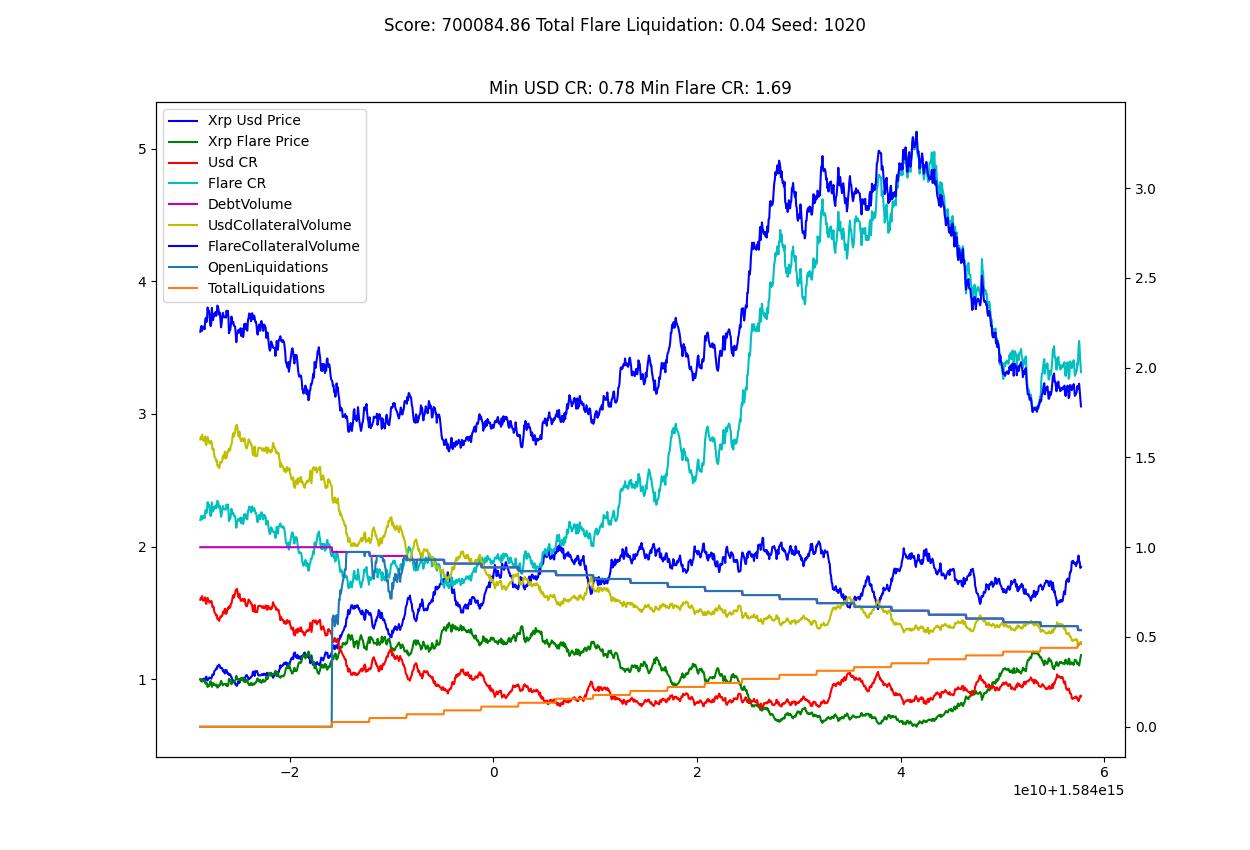 Score: 700084.86 Total Flare Liquidation: 0.04 Seed: 1020
Min USD CR: 0.78 Min Flare CR: 1.69
Xrp Usd Price
Xrp Flare Price
Usd CR
Flare CR
DebtVolume
UsdCollateralVolume
FlareCollateralVolume
OpenLiquidations
TotalLiquidations
5
4
3
2
1
3.0
2.5
2.0
1.5
1.0
0.5
0.0
−2 0 2 4 6
1e10+1.584e15